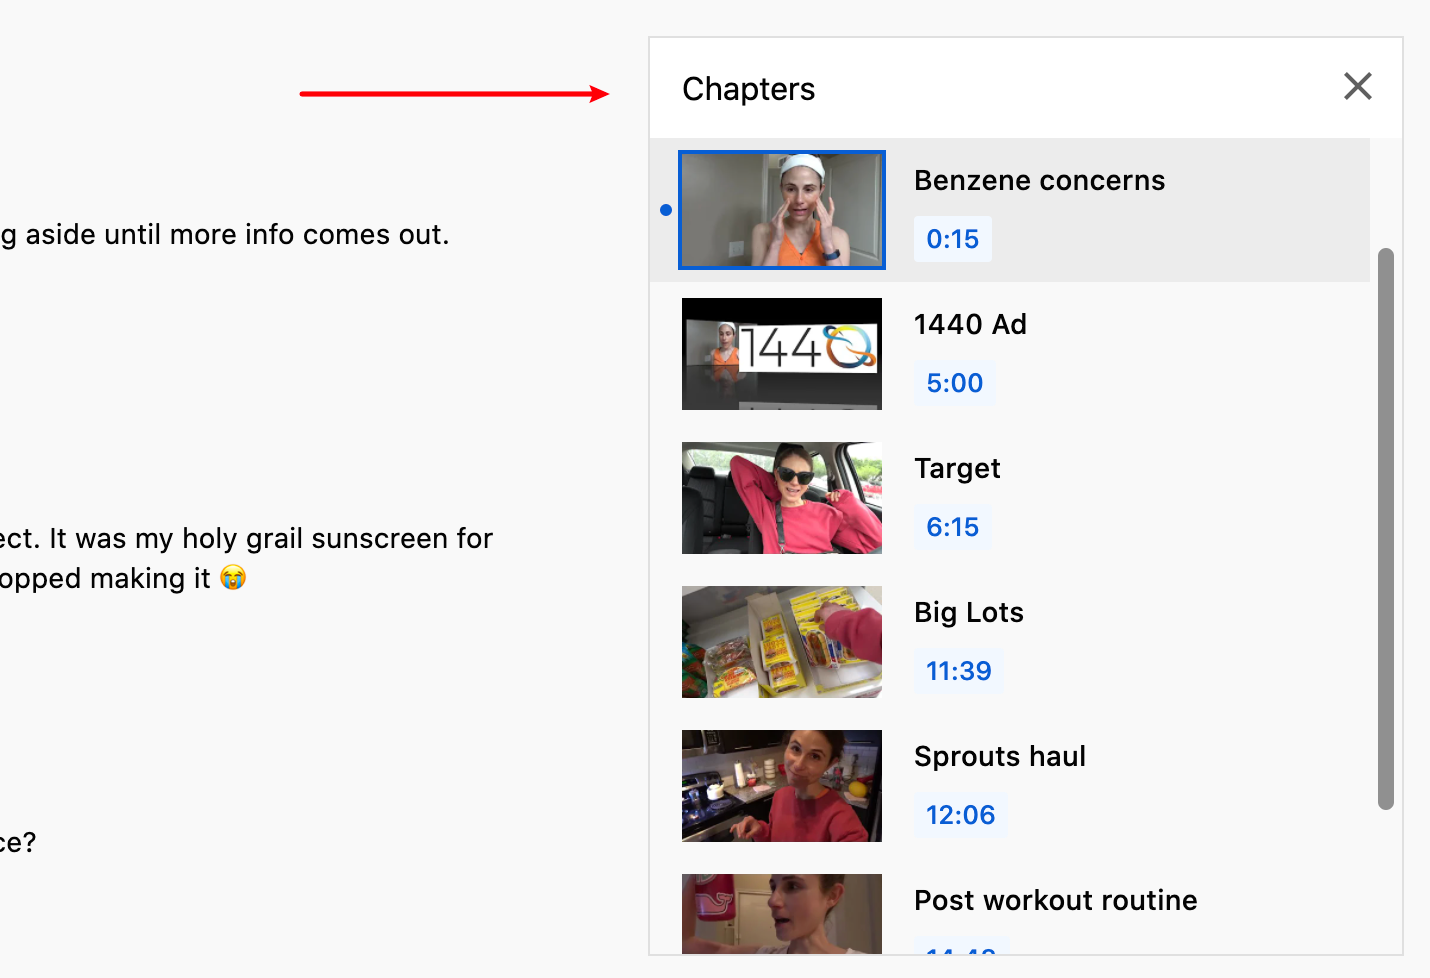 Chapters
g aside until more info comes out.
Benzene concerns
0:15
1440
1440 Ad
5:00
Target
6:15
ect. It was my holy grail sunscreen for
opped making it 😭
Big Lots
11:39
Sprouts haul
12:06
ce?
Post workout routine